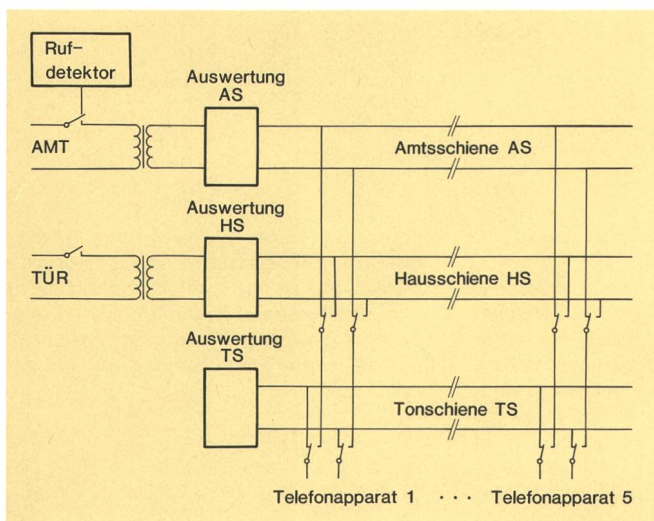 Ruf-
detektor
Auswertung
AS
AMT
Amtsschiene AS
Auswertung
HS
TÜR
Hausschiene HS
Auswertung
TS
Tonschiene TS
Telefonapparat 1 · · · Telefonapparat 5